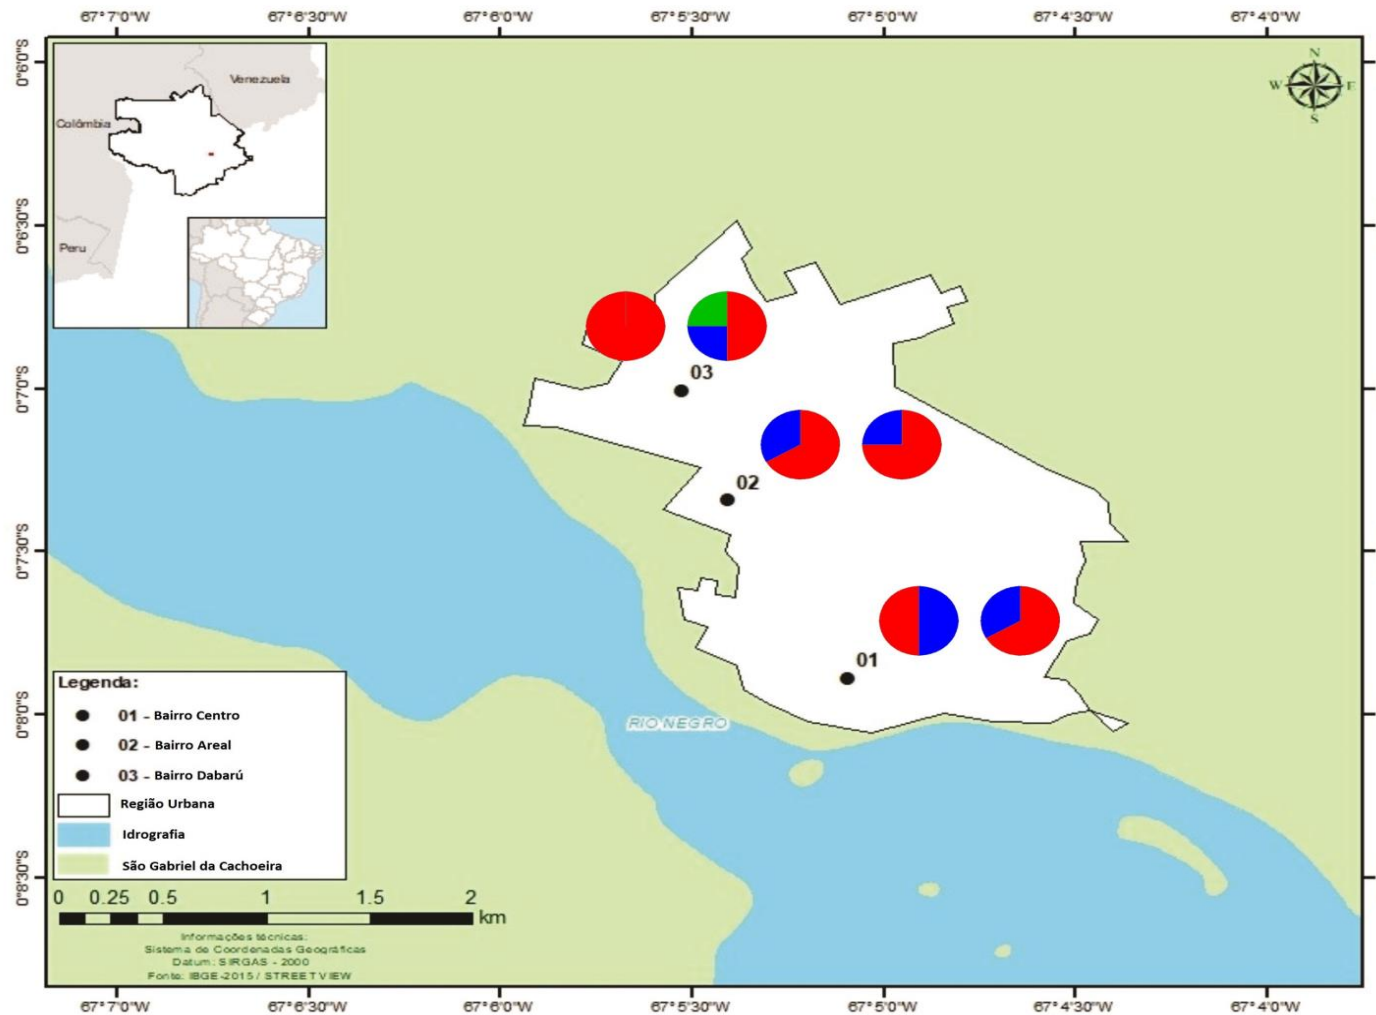 67°7'0"W 67°6'30"W 67°6'0"W 67°5'30"W 67°5'0"W 67°4'30"W 67°4'0"W
N
W E
S
0°6'0"S
0°6'30"S
0°7'0"S
0°7'30"S
0°8'0"S
0°8'30"S
Venezuela
Colômbia
Peru
03
02
01
RIO NEGRO
Legenda:
01 - Bairro Centro
02 - Bairro Areal
03 - Bairro Dabarú
Região Urbana
Idrografia
São Gabriel da Cachoeira
0 0.25 0.5 1 1.5 2
km
Informações técnicas:
Sistema de Coordenadas Geográficas
Datum: SIRGAS - 2000
Fonte: IBGE-2015 / STREETVIEW
67°7'0"W 67°6'30"W 67°6'0"W 67°5'30"W 67°5'0"W 67°4'30"W 67°4'0"W